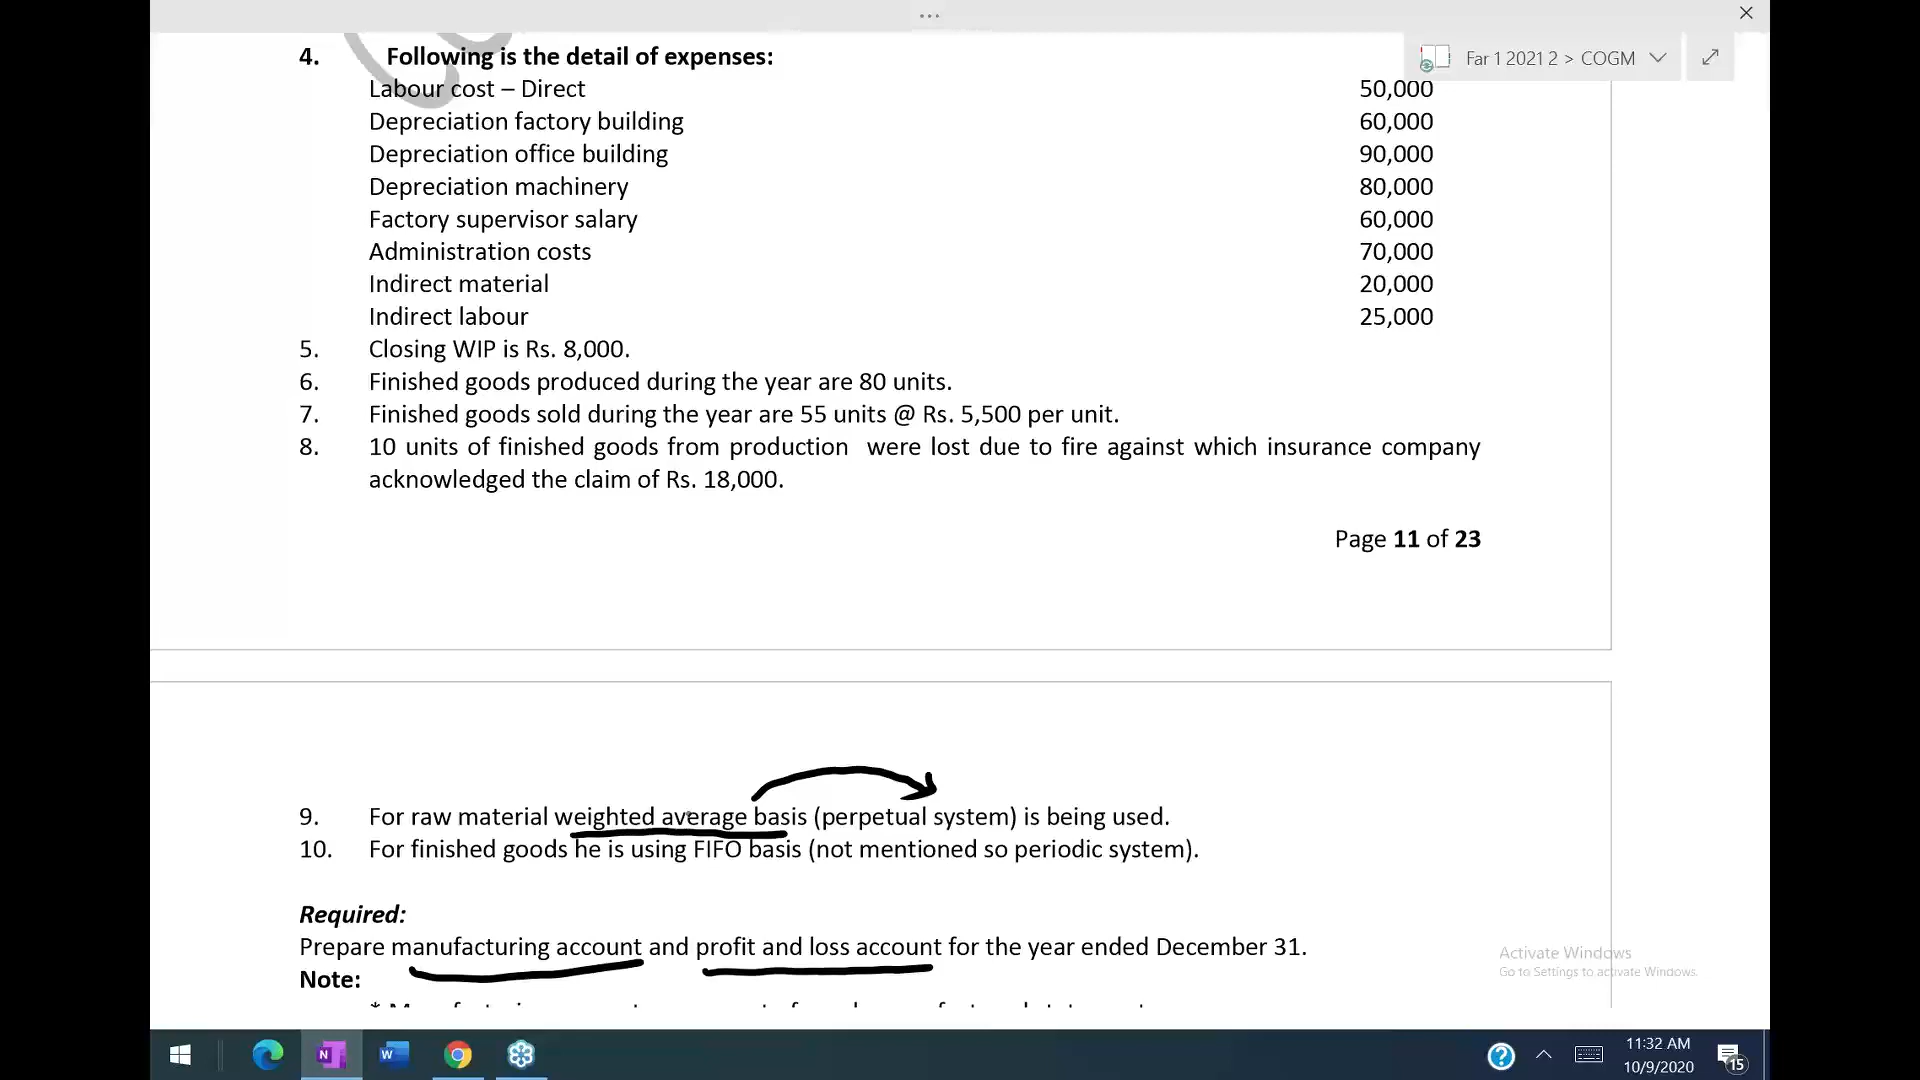 Far 1 2021 2 > COGM
4. Following is the detail of expenses:
Labour cost – Direct 50,000
Depreciation factory building 60,000
Depreciation office building 90,000
Depreciation machinery 80,000
Factory supervisor salary 60,000
Administration costs 70,000
Indirect material 20,000
Indirect labour 25,000
5. Closing WIP is Rs. 8,000.
6. Finished goods produced during the year are 80 units.
7. Finished goods sold during the year are 55 units @ Rs. 5,500 per unit.
8. 10 units of finished goods from production were lost due to fire against which insurance company
acknowledged the claim of Rs. 18,000.
Page 11 of 23
9. For raw material weighted average basis (perpetual system) is being used.
10. For finished goods he is using FIFO basis (not mentioned so periodic system).
Required:
Prepare manufacturing account and profit and loss account for the year ended December 31.
Note:
Activate Windows
Go to Settings to activate Windows.
11:32 AM
10/9/2020
15